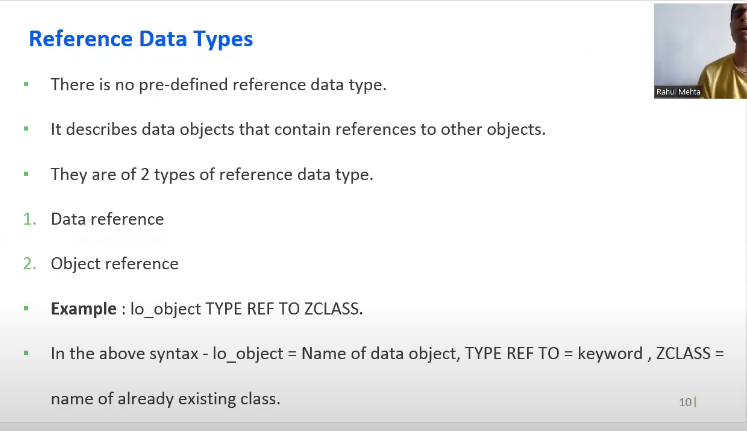 Reference Data Types
Rahul Mehta
▪ There is no pre-defined reference data type.
▪ It describes data objects that contain references to other objects.
▪ They are of 2 types of reference data type.
1. Data reference
2. Object reference
▪ Example : lo_object TYPE REF TO ZCLASS.
▪ In the above syntax - lo_object = Name of data object, TYPE REF TO = keyword , ZCLASS =
name of already existing class.
10|